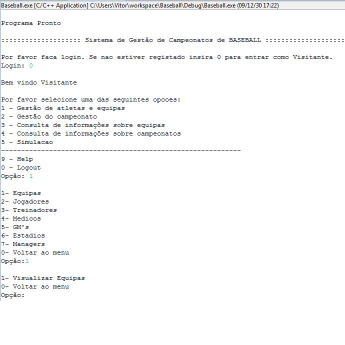 Baseball.exe [C/C++ Application] C:\Users\Vitor\workspace\Baseball\Debug\Baseball.exe (09/12/30 17:22)
Programa Pronto
:::::::::::::::::::: Sistema de Gestão de Campeonatos de BASEBALL ::::::::::::::::::::
Por favor faca login. Se nao estiver registado insira 0 para entrar como Visitante.
Login: 0
Bem vindo Visitante
Por favor selecione uma das seguintes opcoes:
1 - Gestão de atletas e equipas
2 - Gestão do campeonato
3 - Consulta de informações sobre equipas
4 - Consulta de informações sobre campeonatos
5 - Simulacao
------------------------------------------------------------
9 - Help
0 - Logout
Opção: 1
1- Equipas
2- Jogadores
3- Treinadores
4- Medicos
5- GM's
6- Estadios
7- Managers
0- Voltar ao menu
Opção:1
1- Visualizar Equipas
0- Voltar ao menu
Opção: